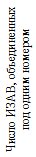 Число ИЗАВ, объединенных
под одним номером